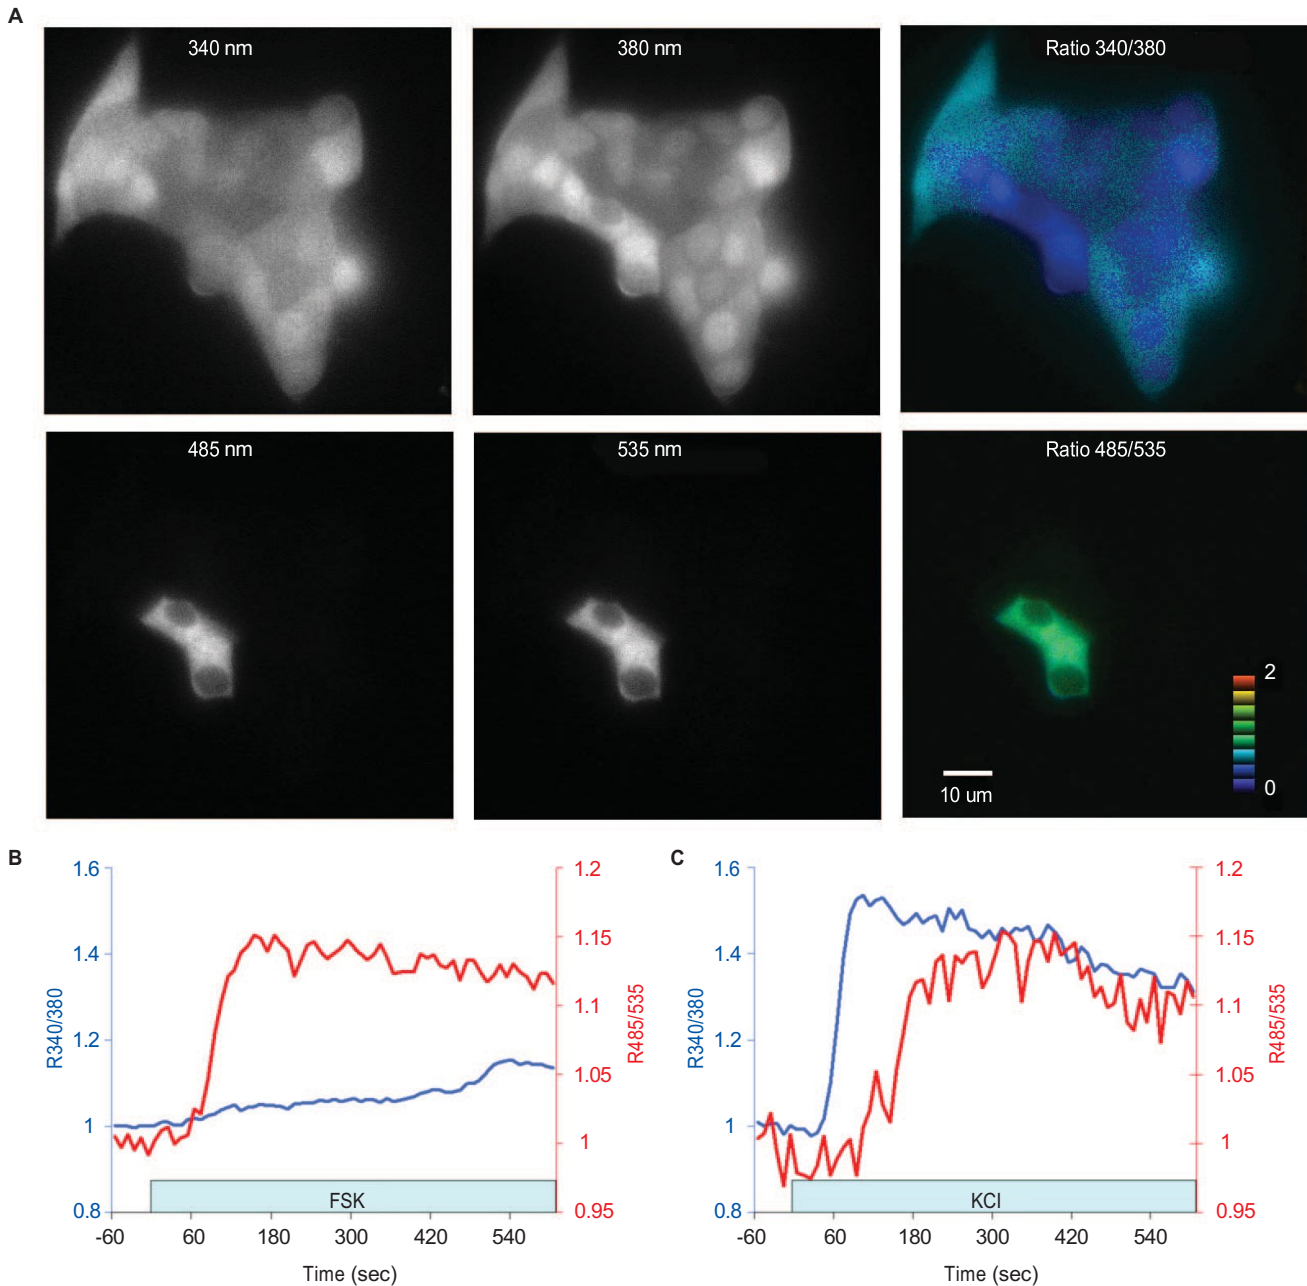 A
340 nm
380 nm
Ratio 340/380
485 nm
535 nm
Ratio 485/535
2
0
10 um
B
1.6
1.4
1.2
1
0.8
R340/380
1.2
1.15
1.1
1.05
1
0.95
R485/535
FSK
-60
60
180
300
420
540
Time (sec)
C
1.6
1.4
1.2
1
0.8
R340/380
1.2
1.15
1.1
1.05
1
0.95
R485/535
KCl
-60
60
180
300
420
540
Time (sec)